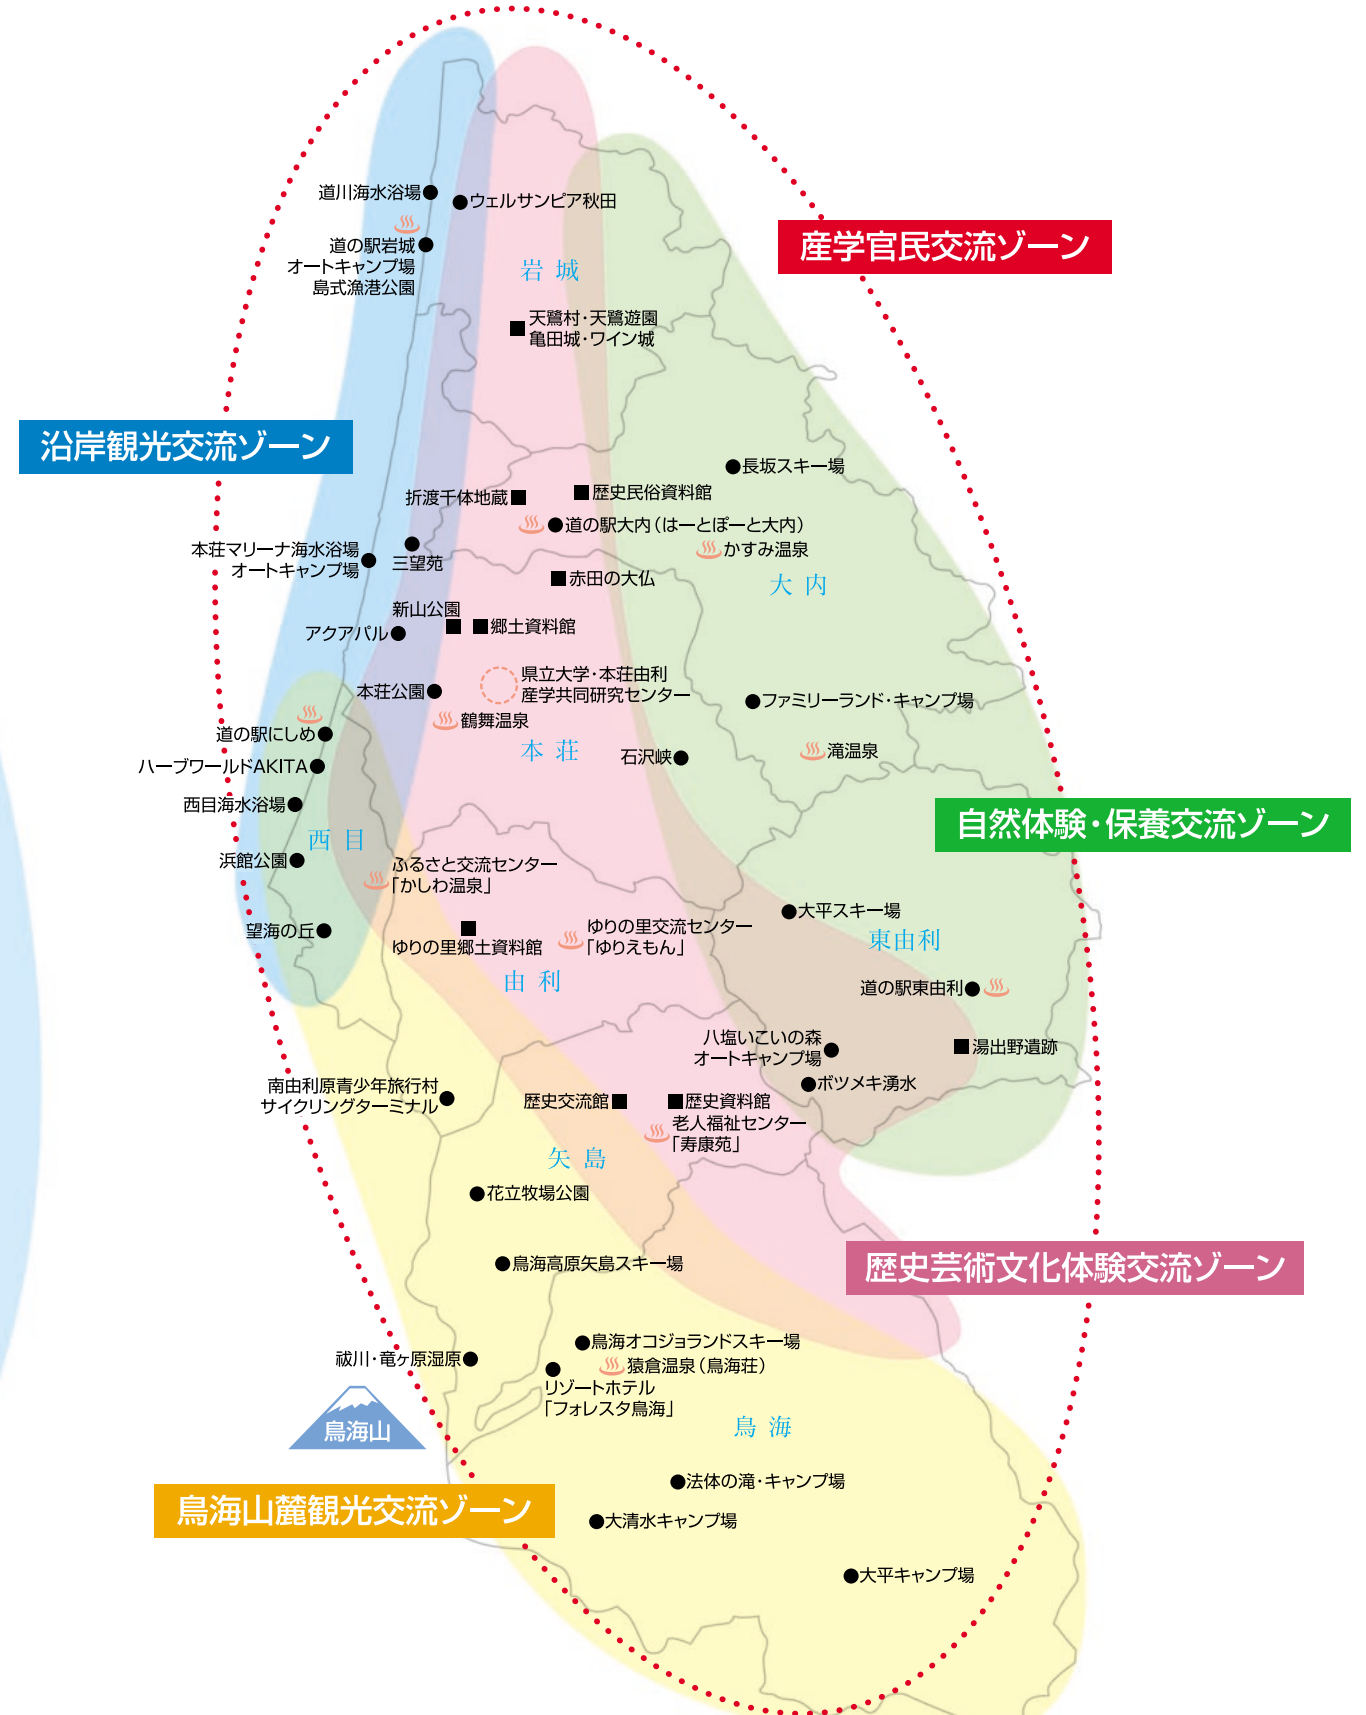 道川海水浴場
ウェルサンピア秋田
道の駅岩城
オートキャンプ場
島式漁港公園
産学官民交流ゾーン
岩城
天鷺村・天鷺遊園
亀田城・ワイン城
沿岸観光交流ゾーン
長坂スキー場
折渡千体地蔵
歴史民俗資料館
道の駅大内（はーとぽーと大内）
本荘マリーナ海水浴場
オートキャンプ場
三望苑
かすみ温泉
赤田の大仏
大内
新山公園
郷土資料館
アクアパル
県立大学・本荘由利
産学共同研究センター
本荘公園
ファミリーランド・キャンプ場
鶴舞温泉
道の駅にしめ
本荘
石沢峡
滝温泉
ハーブワールドAKITA
西目海水浴場
自然体験・保養交流ゾーン
西目
浜館公園
ふるさと交流センター
「かしわ温泉」
大平スキー場
望海の丘
ゆりの里郷土資料館
ゆりの里交流センター
「ゆりえもん」
東由利
由利
道の駅東由利
八塩いこいの森
オートキャンプ場
湯出野遺跡
ボツメキ湧水
南由利原青少年旅行村
サイクリングターミナル
歴史交流館
歴史資料館
老人福祉センター
「寿康苑」
矢島
花立牧場公園
鳥海高原矢島スキー場
歴史芸術文化体験交流ゾーン
鳥海オコジョランドスキー場
祓川・竜ヶ原湿原
猿倉温泉（鳥海荘）
リゾートホテル
「フォレスタ鳥海」
鳥海山
鳥海
法体の滝・キャンプ場
鳥海山麓観光交流ゾーン
大清水キャンプ場
大平キャンプ場